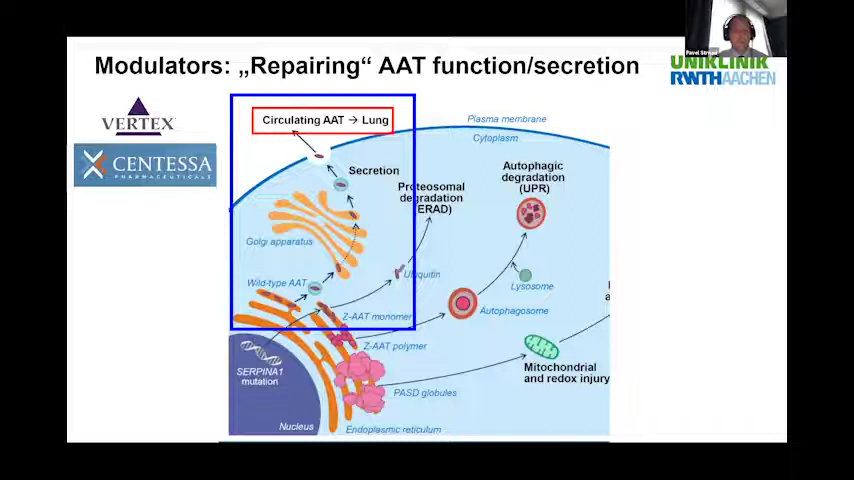 Pavel Strnad
Modulators: „Repairing“ AAT function/secretion
UNIKLINIK
RWTHAACHEN
VERTEX
CENTESSA
PHARMACEUTICALS
Circulating AAT → Lung
Plasma membrane
Cytoplasm
Secretion
Autophagic
degradation
(UPR)
Proteosomal
degradation
(ERAD)
Golgi apparatus
Ubiquitin
Wild-type AAT
Lysosome
Autophagosome
Z-AAT monomer
Z-AAT polymer
SERPINA1
mutation
Mitochondrial
and redox injury
PASD globules
Nucleus
Endoplasmic reticulum